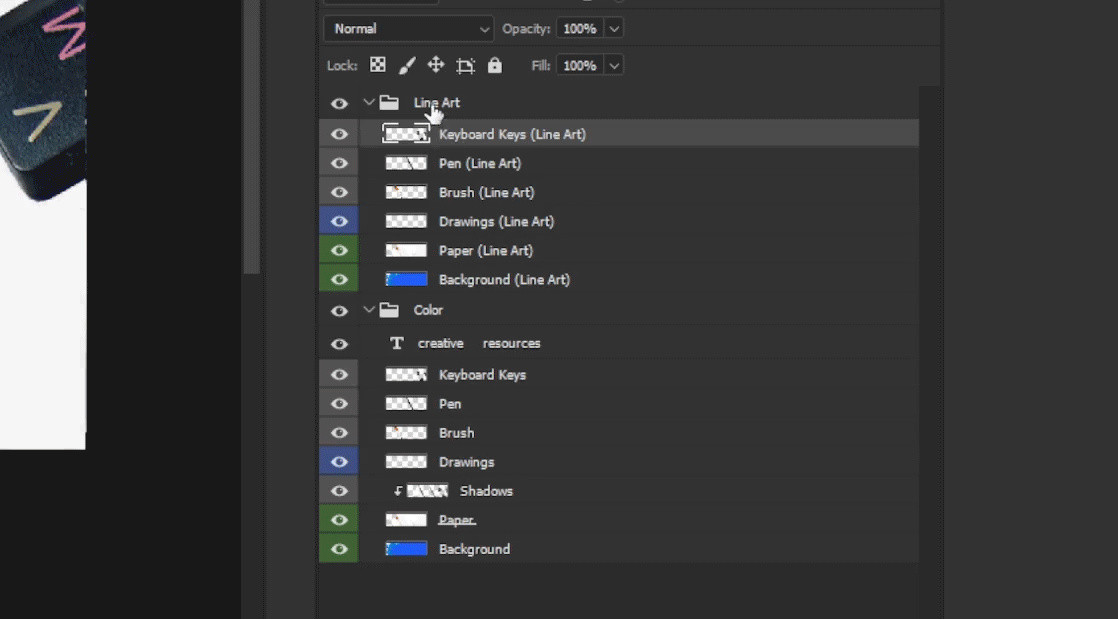 Normal Opacity: 100%
Lock: Fill: 100%
Line Art
Keyboard Keys (Line Art)
Pen (Line Art)
Brush (Line Art)
Drawings (Line Art)
Paper (Line Art)
Background (Line Art)
Color
T creative resources
Keyboard Keys
Pen
Brush
Drawings
Shadows
Paper
Background